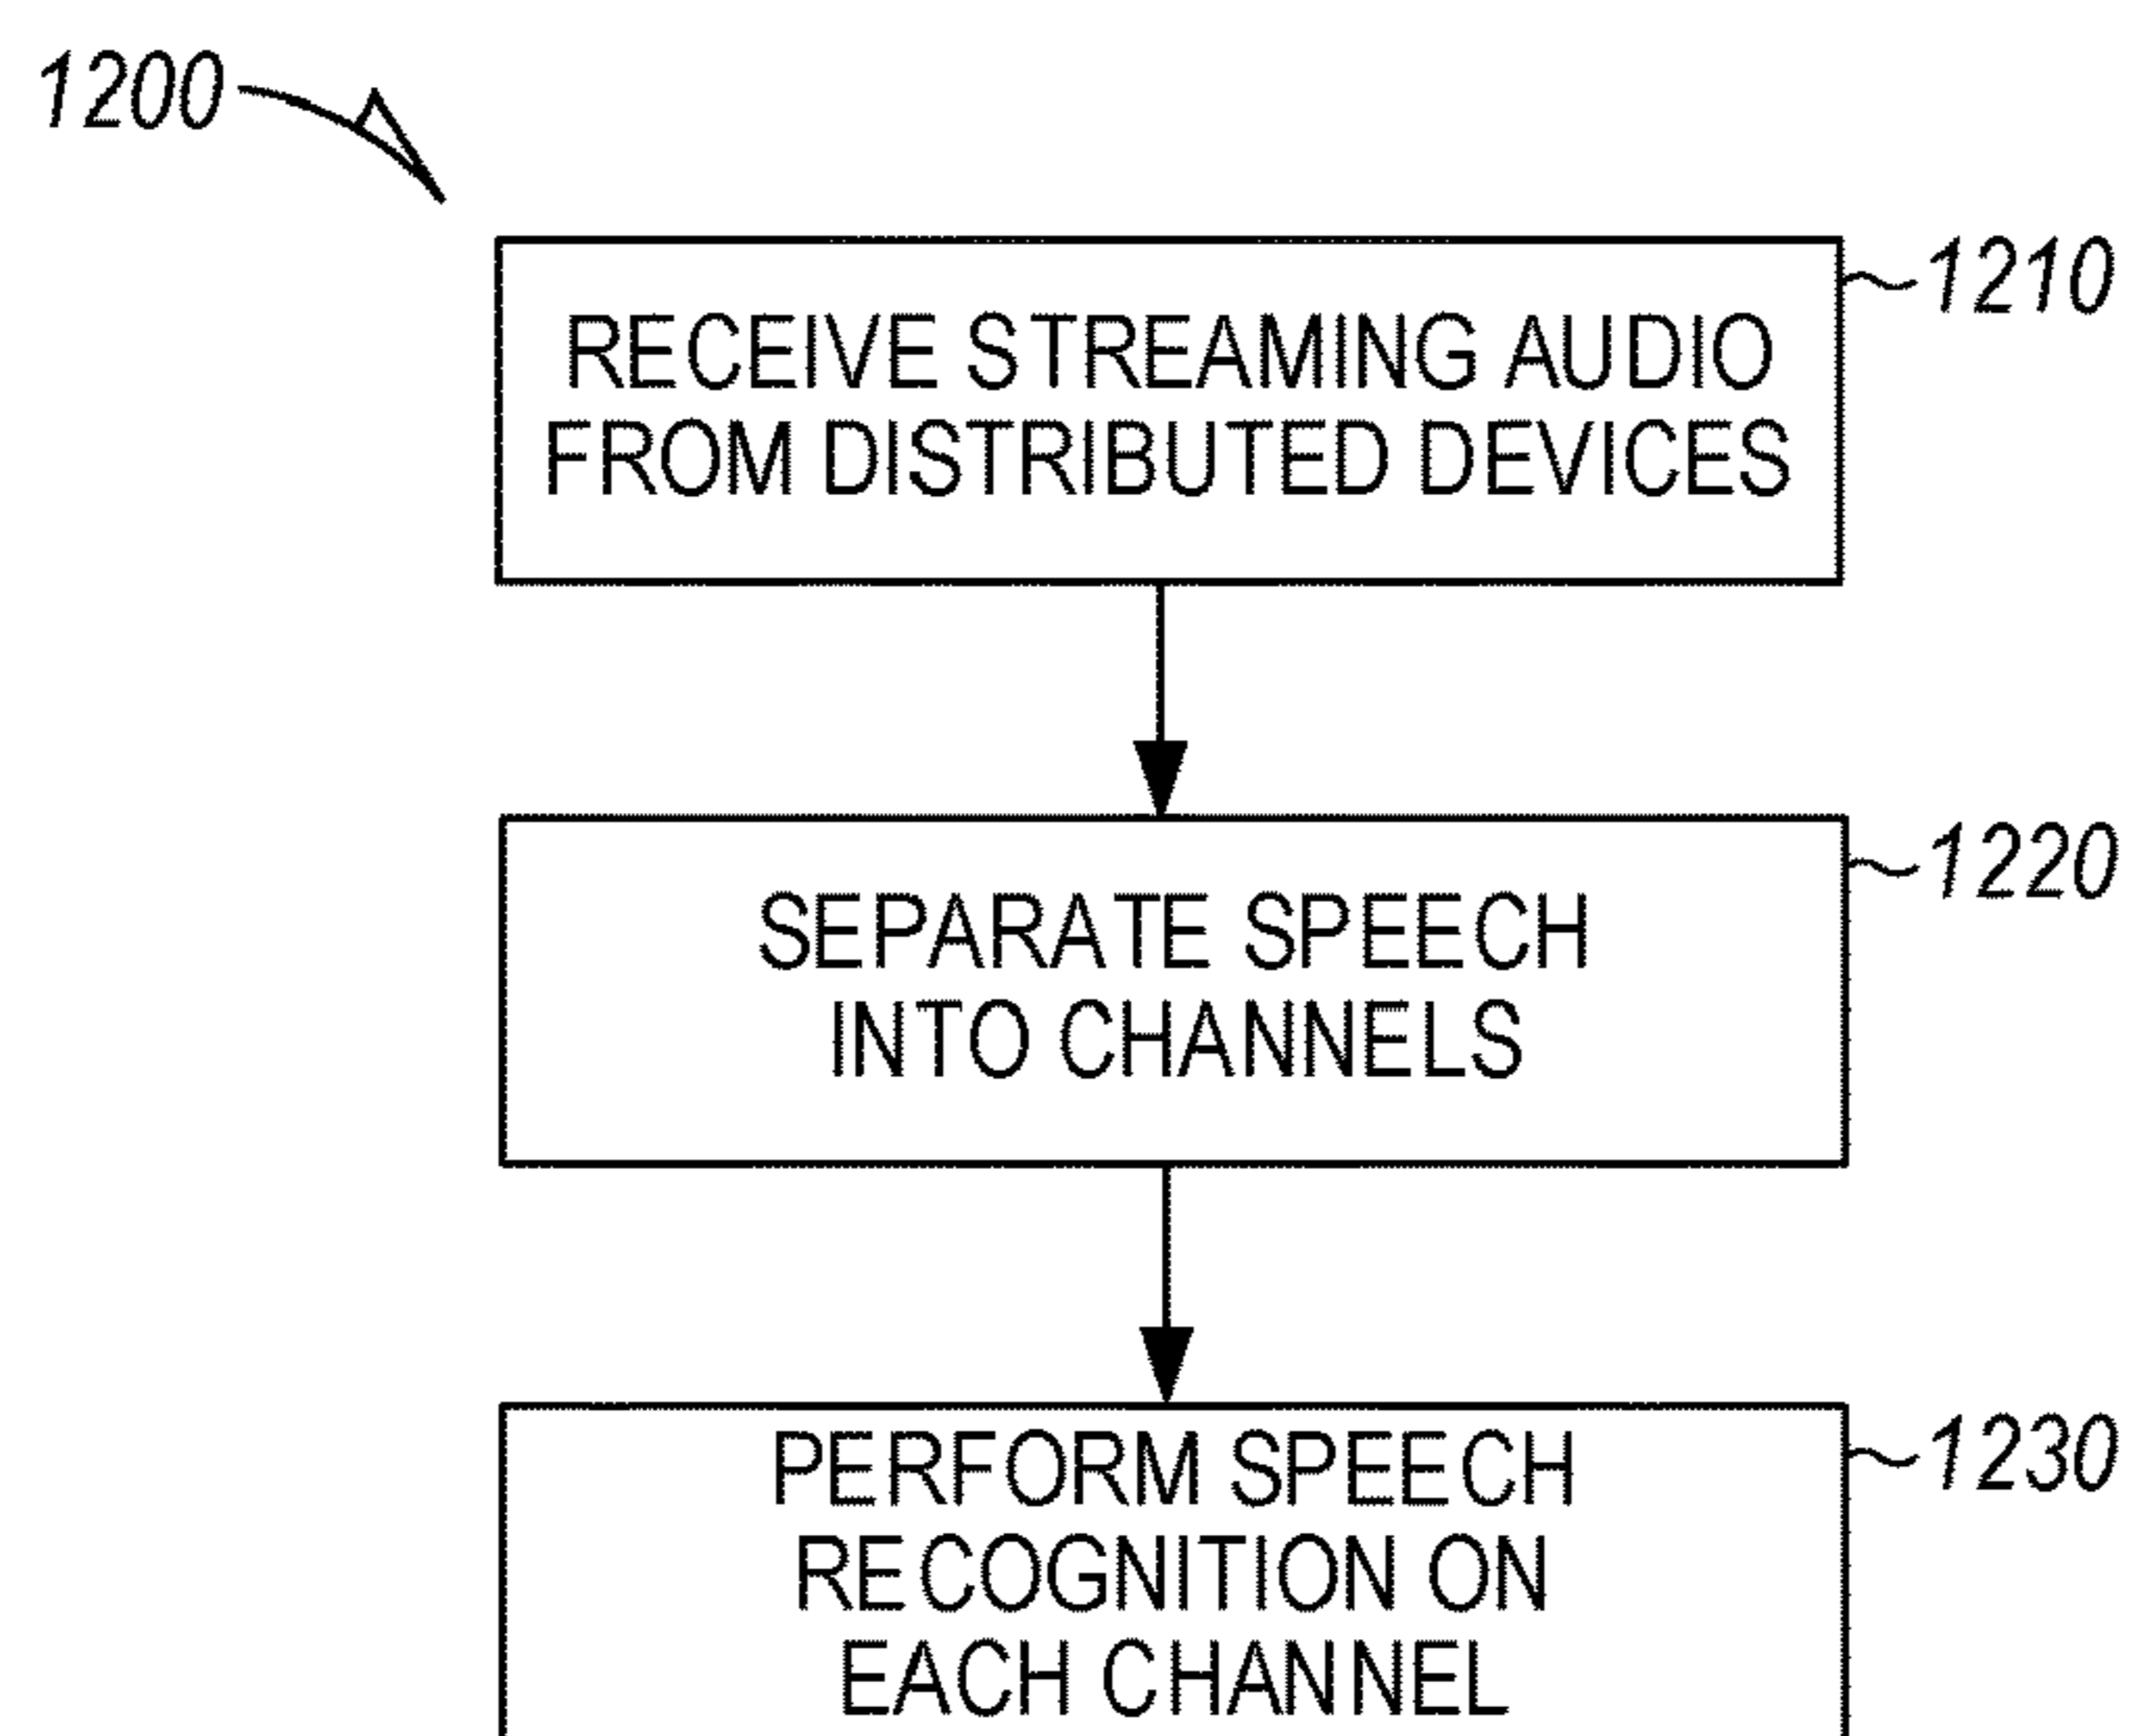 1200
1210
RECEIVE STREAMING AUDIO
FROM DISTRIBUTED DEVICES
1220
SEPARATE SPEECH
INTO CHANNELS
1230
PERFORM SPEECH
RECOGNITION ON
EACH CHANNEL